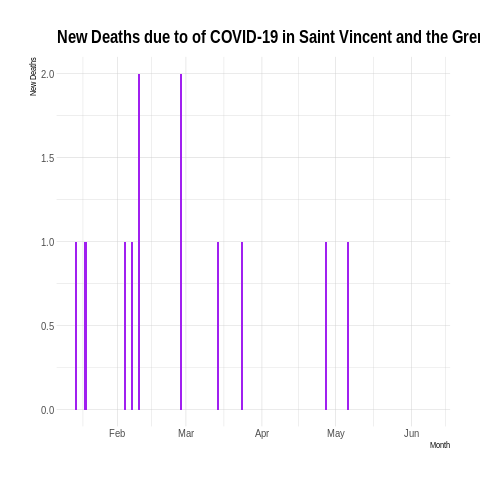 New Deaths due to of COVID-19 in Saint Vincent and the Gren
New Deaths
2.0
1.5
1.0
0.5
0.0
Feb Mar Apr May Jun
Month